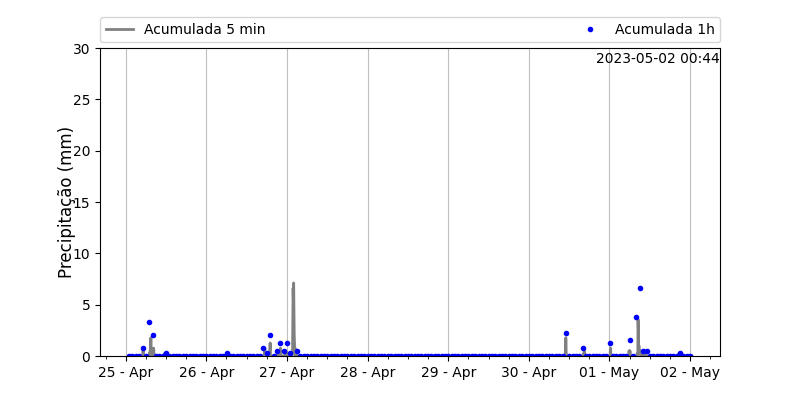 Acumulada 5 min
Acumulada 1h
2023-05-02 00:44
Precipitação (mm)
30
25
20
15
10
5
0
25 - Apr
26 - Apr
27 - Apr
28 - Apr
29 - Apr
30 - Apr
01 - May
02 - May